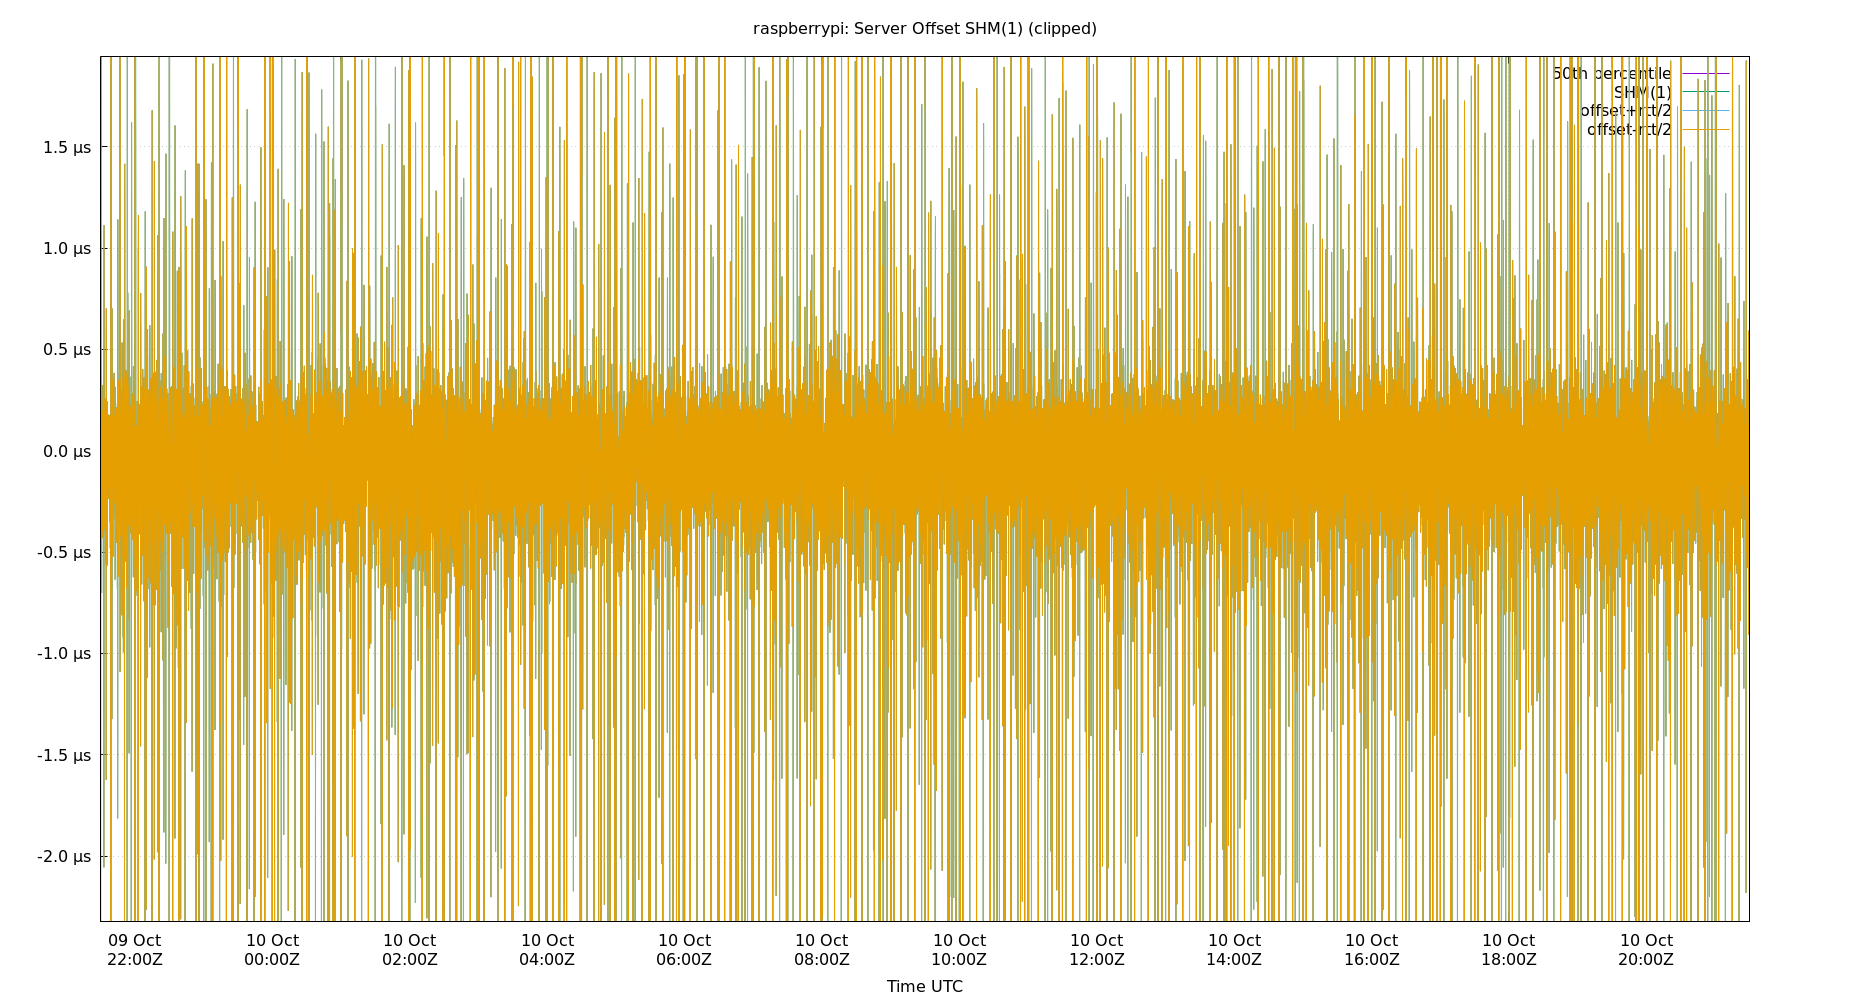 raspberrypi: Server Offset SHM(1) (clipped)
50th percentile
SHM(1)
offset+rtt/2
offset-rtt/2
1.5 µs
1.0 µs
0.5 µs
0.0 µs
-0.5 µs
-1.0 µs
-1.5 µs
-2.0 µs
09 Oct 10 Oct 10 Oct 10 Oct 10 Oct 10 Oct 10 Oct 10 Oct 10 Oct 10 Oct 10 Oct 10 Oct
22:00Z 00:00Z 02:00Z 04:00Z 06:00Z 08:00Z 10:00Z 12:00Z 14:00Z 16:00Z 18:00Z 20:00Z
Time UTC